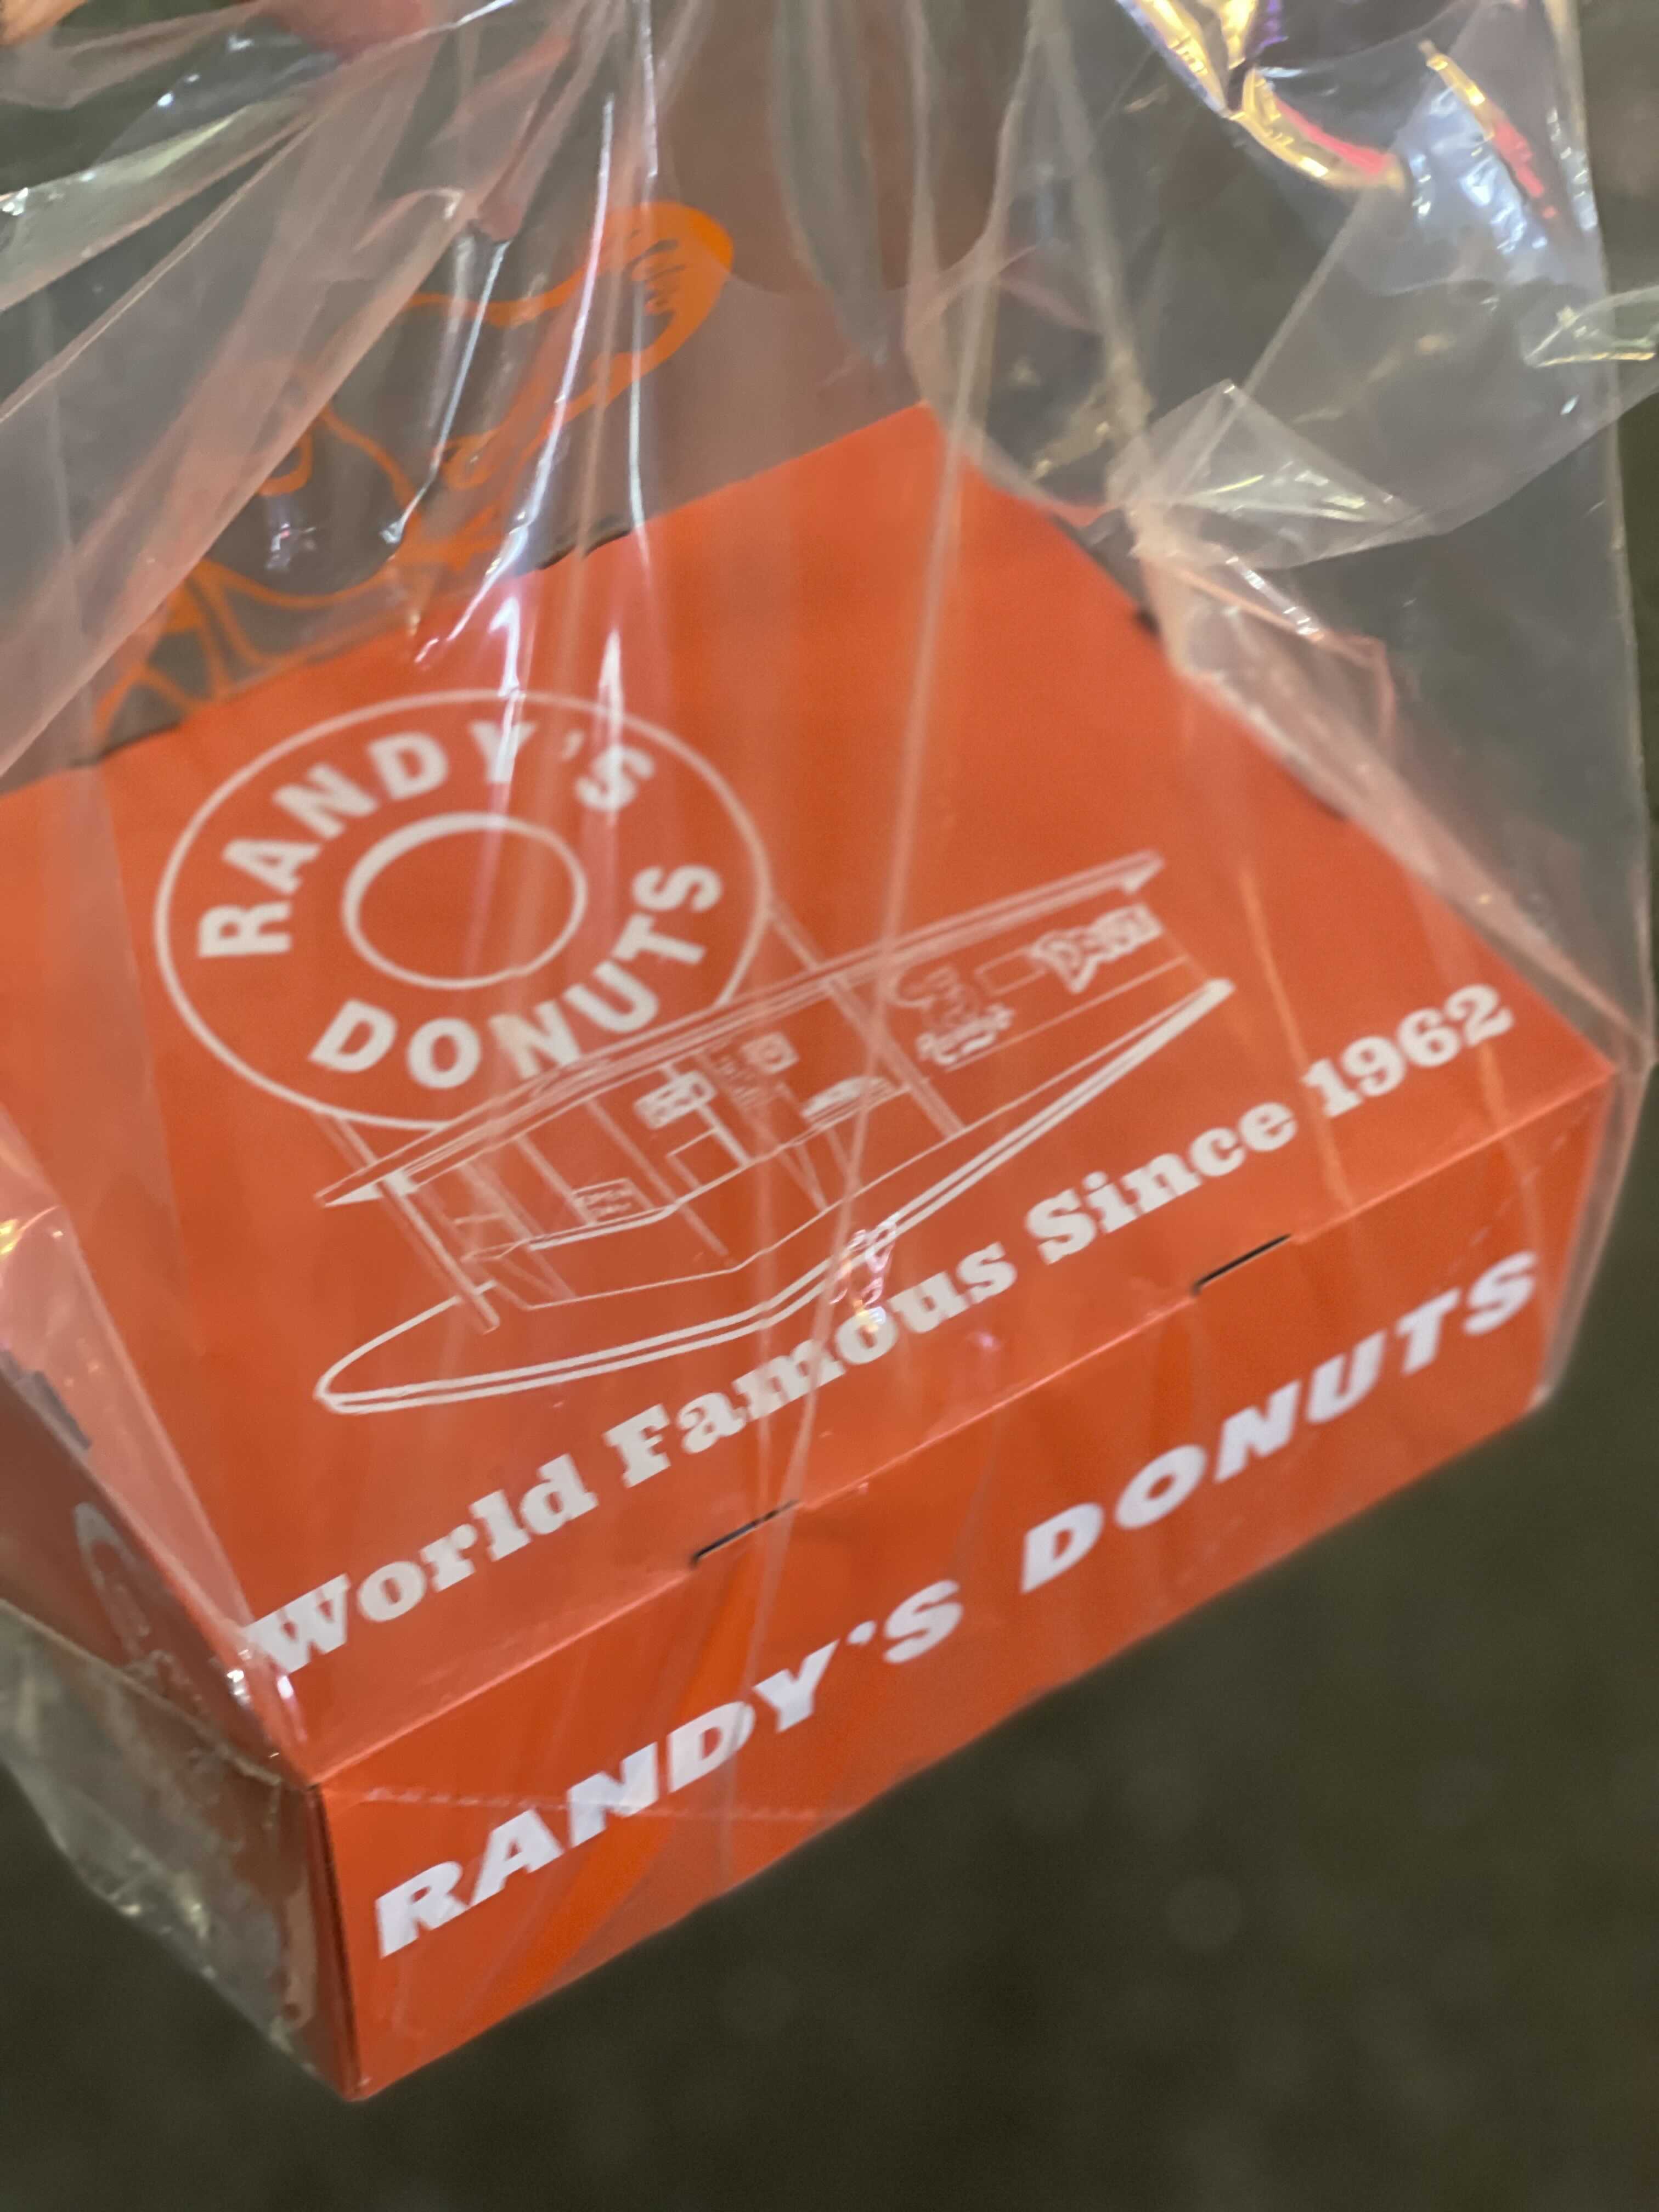 RANDY'S
DONUTS
World Famous Since 1962
RANDY'S DONUTS